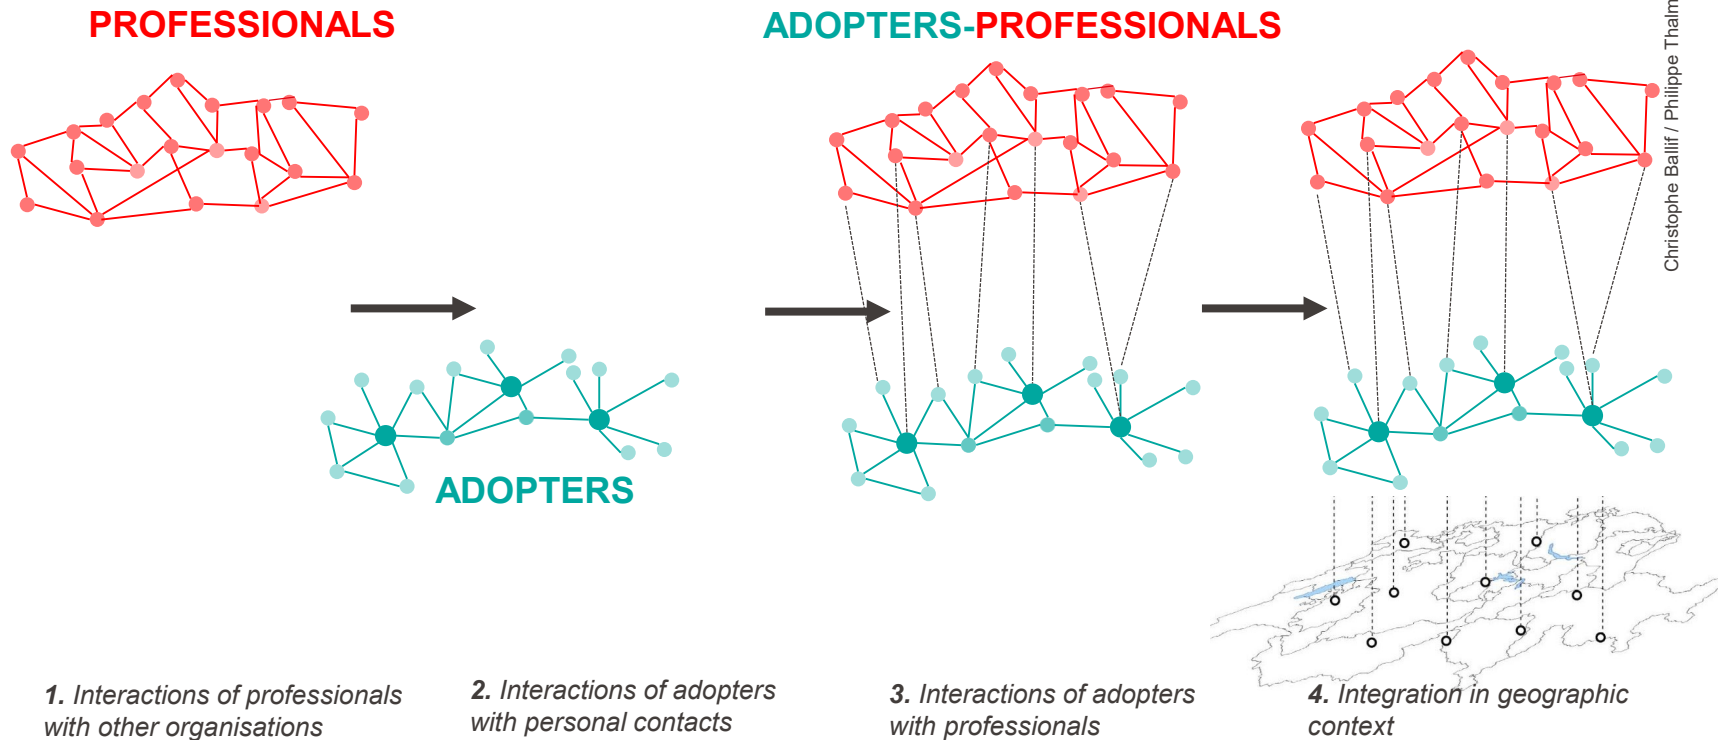 PROFESSIONALS
ADOPTERS-PROFESSIONALS
Christophe Ballif / Philippe Thalm
ADOPTERS
1. Interactions of professionals
with other organisations
2. Interactions of adopters
with personal contacts
3. Interactions of adopters
with professionals
4. Integration in geographic
context